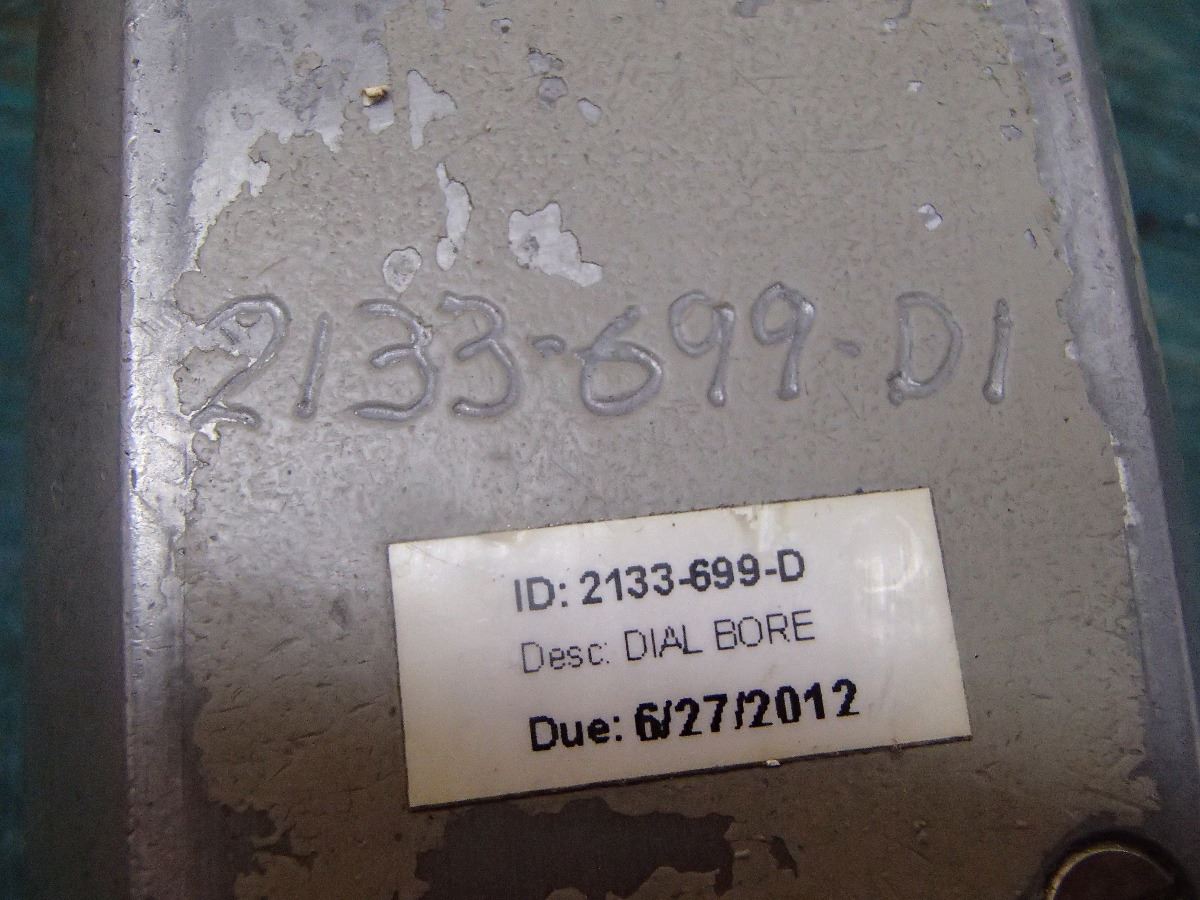 2133-699-D1
ID: 2133-699-D
Desc: DIAL BORE
Due: 6/27/2012